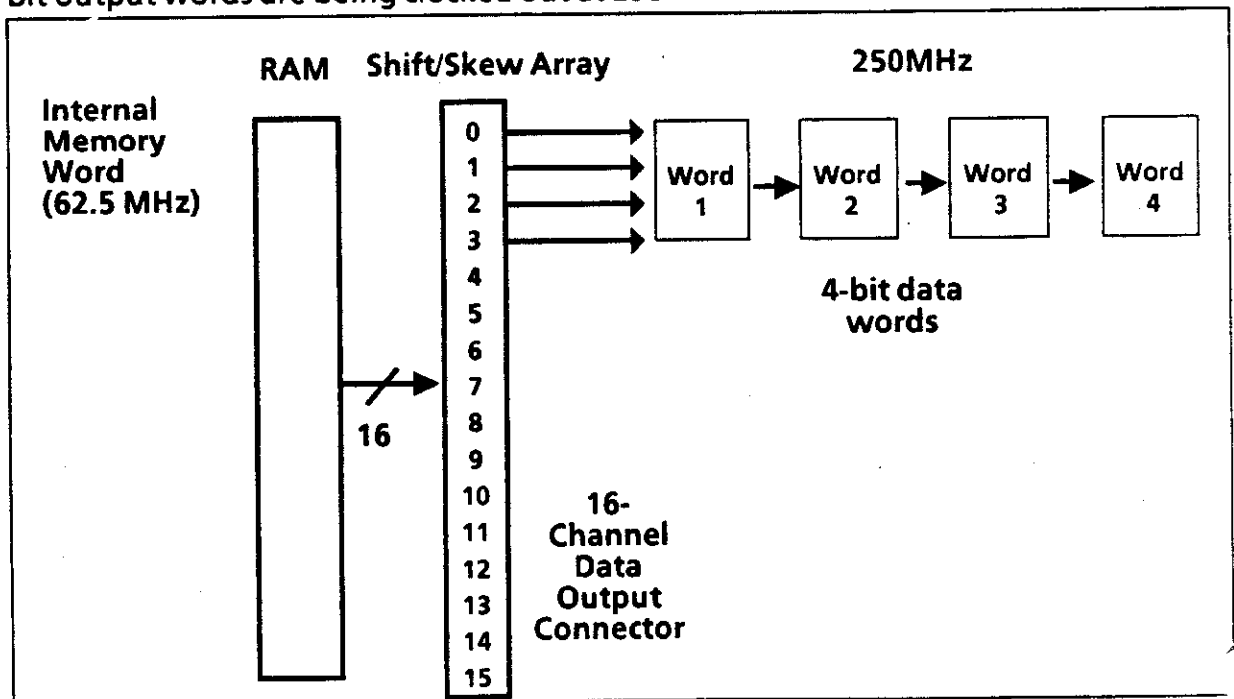 RAM Shift/Skew Array 250MHz
Internal
Memory
Word
(62.5 MHz)
0
1
2
3
4
5
6
7
8
9
10
11
12
13
14
15
16
Word
1
Word
2
Word
3
Word
4
4-bit data
words
16-
Channel
Data
Output
Connector